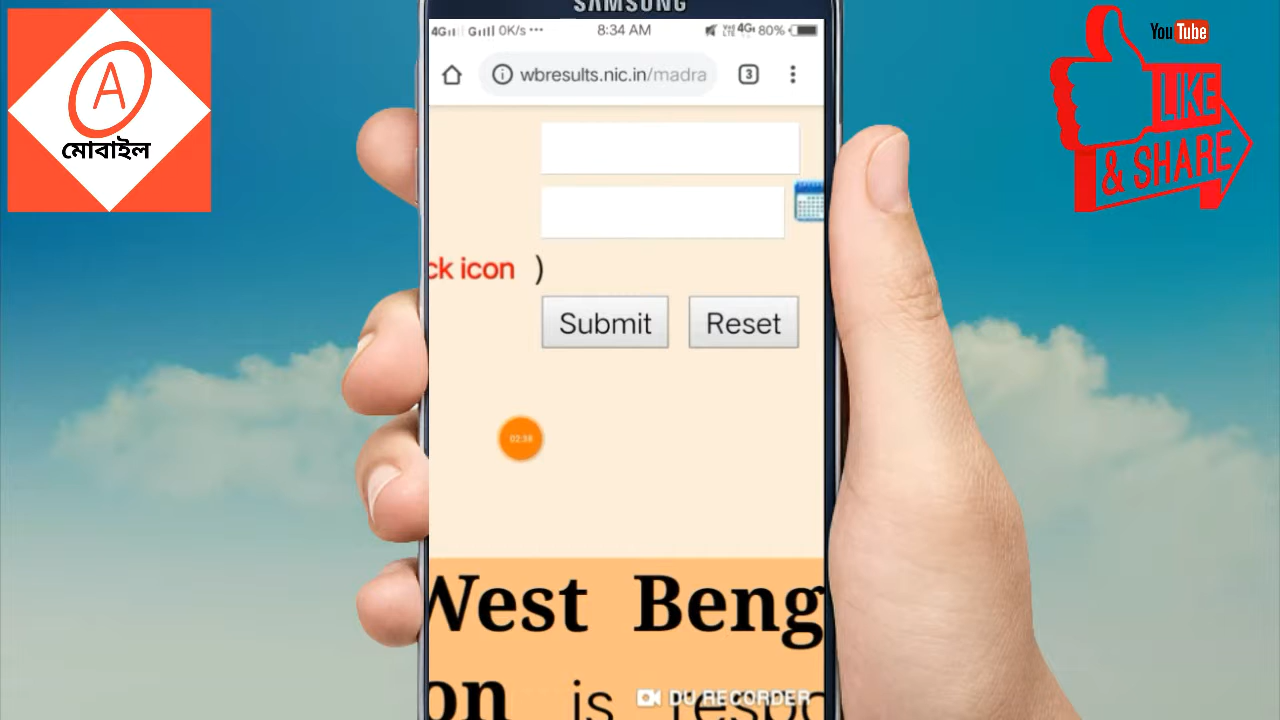 SAMSUNG
4G 0K/s ••• 8:34 AM 4G 80%
wbresults.nic.in/madra 3
ck icon )
Submit Reset
02:38
West Beng
on is respo
DU RECORDER
A
মোবাইল
YouTube
LIKE
& SHARE